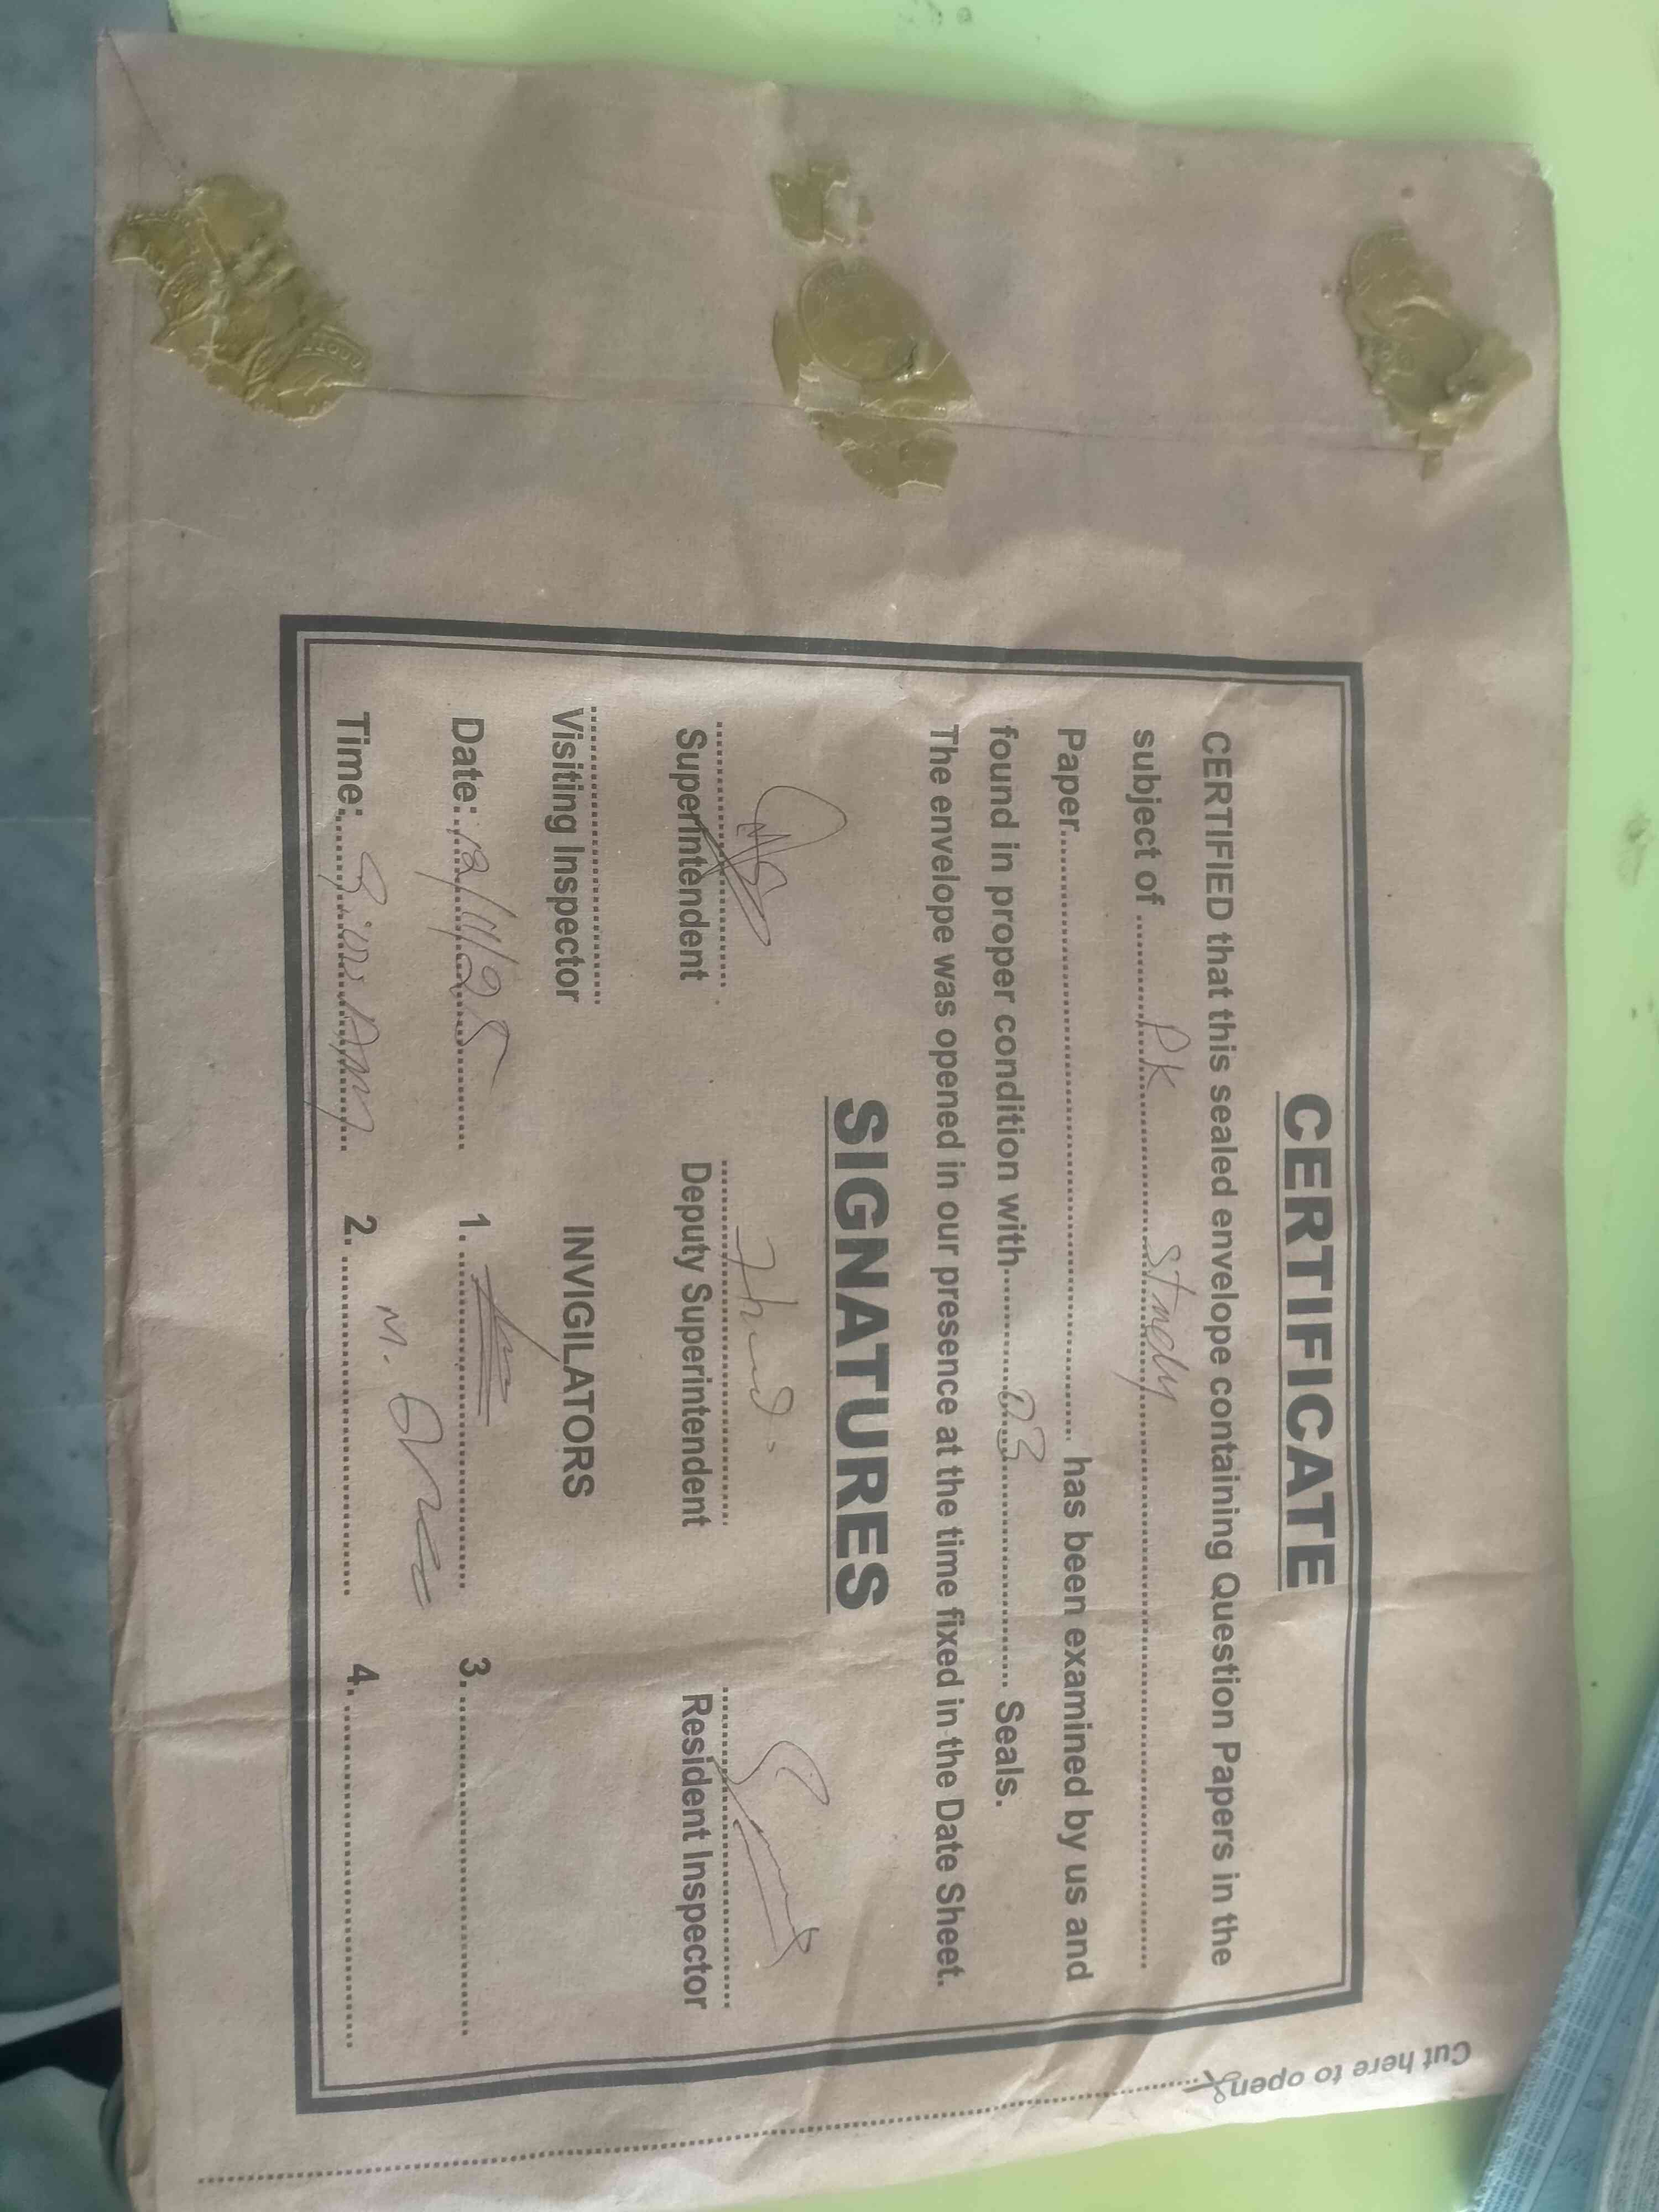 CERTIFICATE
CERTIFIED that this sealed envelope containing Question Papers in the
subject of ........Pk........Study........
Paper........ has been examined by us and
found in proper condition with........03........ Seals.
The envelope was opened in our presence at the time fixed in the Date Sheet.
SIGNATURES
Superintendent Deputy Superintendent Resident Inspector
Visiting Inspector INVIGILATORS
Date: /11/25 1. ........ 3. ........
Time: AM 2. M. 4. ........
Cut here to open